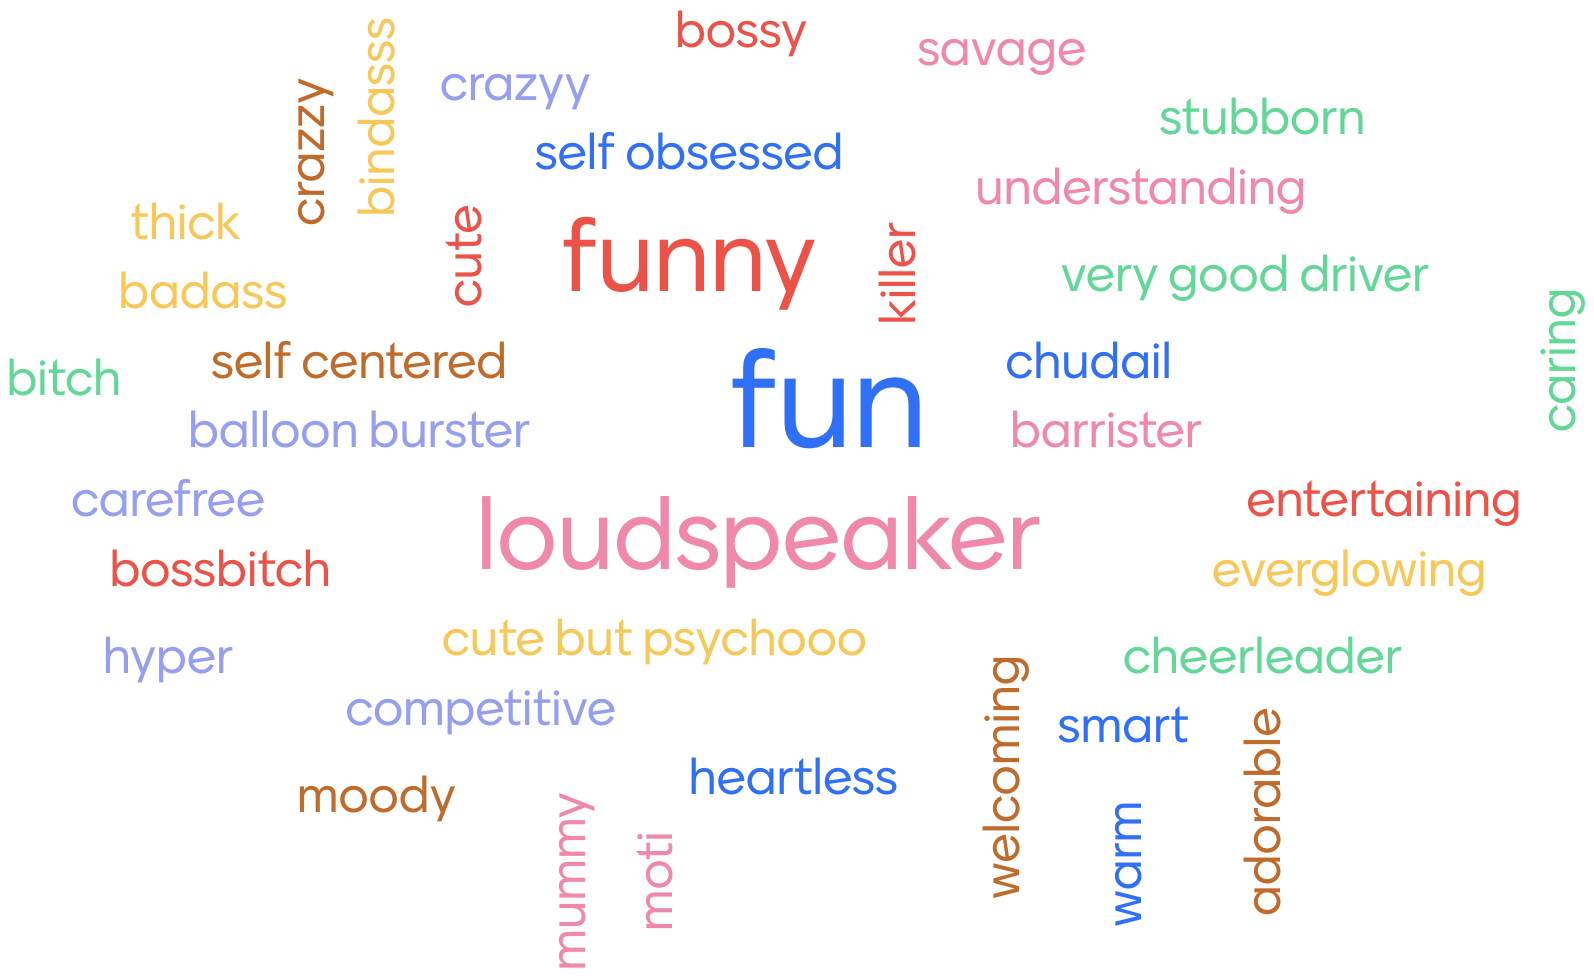 bossy
savage
crazyy
bindasss
crazzy
stubborn
self obsessed
understanding
thick
cute
funny
killer
very good driver
badass
caring
self centered
chudail
bitch
fun
balloon burster
barrister
carefree
loudspeaker
entertaining
bossbitch
everglowing
cute but psychooo
hyper
cheerleader
competitive
welcoming
smart
adorable
heartless
moody
mummy
moti
warm